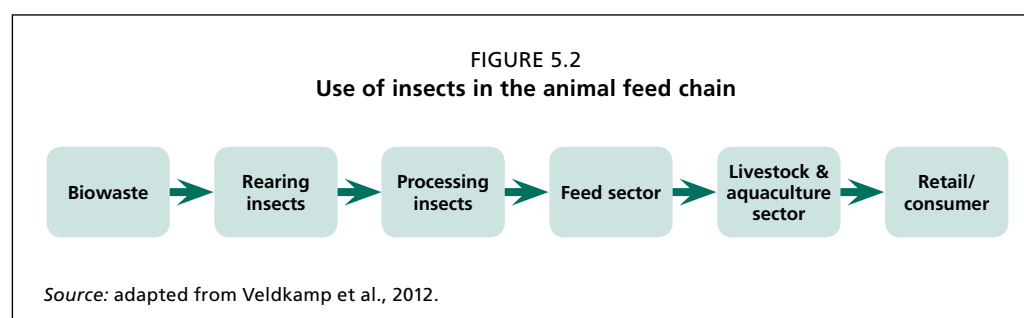 FIGURE 5.2
Use of insects in the animal feed chain
Biowaste
Rearing
insects
Processing
insects
Feed sector
Livestock &
aquaculture
sector
Retail/
consumer
Source: adapted from Veldkamp et al., 2012.